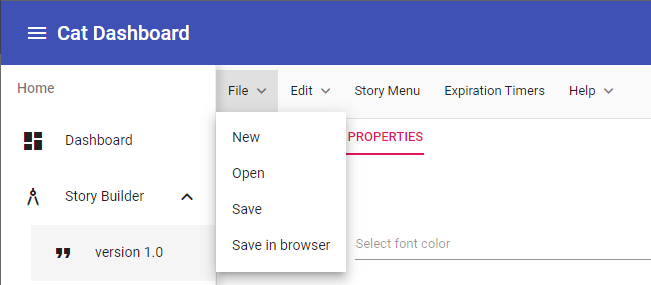 Cat Dashboard
Home
Dashboard
Story Builder
version 1.0
File Edit Story Menu Expiration Timers Help
New
Open
Save
Save in browser
PROPERTIES
Select font color